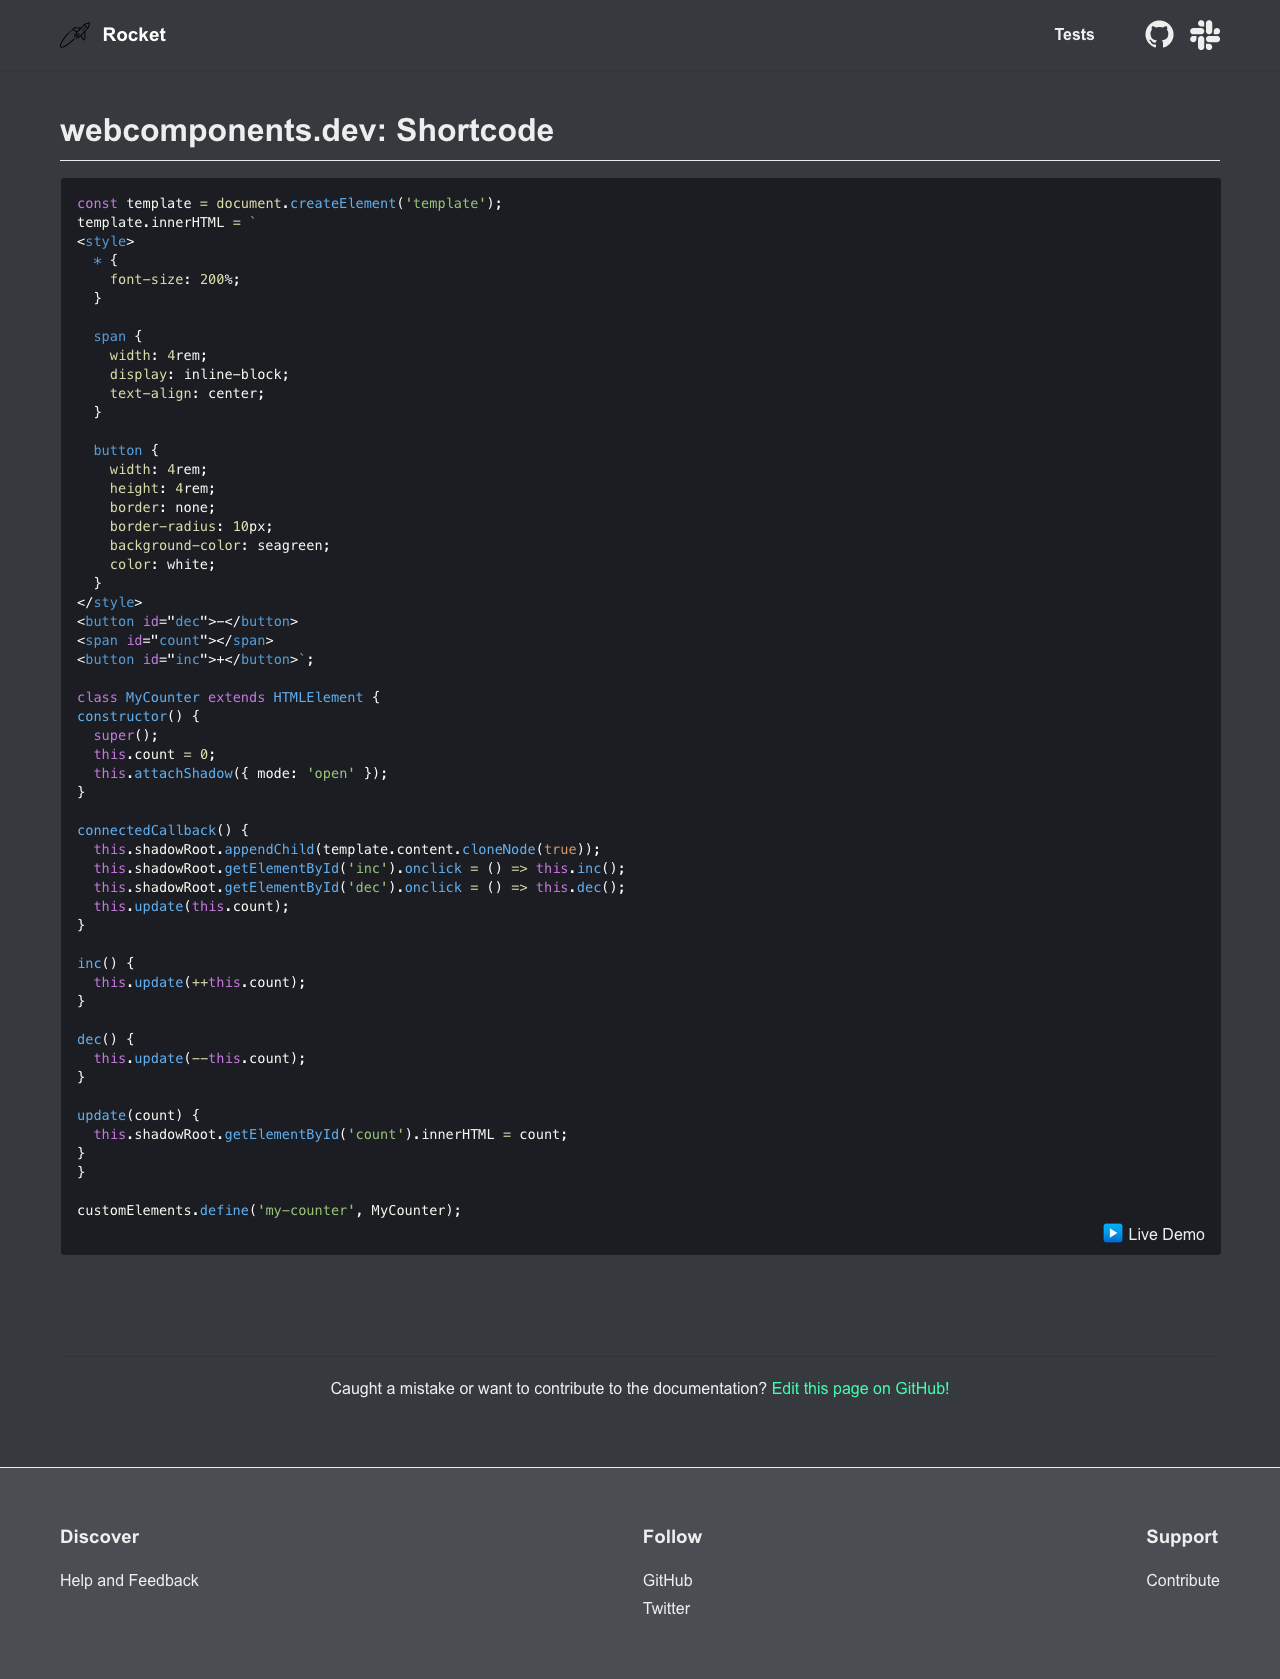 Rocket
Tests
webcomponents.dev: Shortcode
const template = document.createElement('template');
template.innerHTML = `
<style>
  * {
    font-size: 200%;
  }

  span {
    width: 4rem;
    display: inline-block;
    text-align: center;
  }

  button {
    width: 4rem;
    height: 4rem;
    border: none;
    border-radius: 10px;
    background-color: seagreen;
    color: white;
  }
</style>
<button id="dec">-</button>
<span id="count"></span>
<button id="inc">+</button>`;

class MyCounter extends HTMLElement {
constructor() {
  super();
  this.count = 0;
  this.attachShadow({ mode: 'open' });
}

connectedCallback() {
  this.shadowRoot.appendChild(template.content.cloneNode(true));
  this.shadowRoot.getElementById('inc').onclick = () => this.inc();
  this.shadowRoot.getElementById('dec').onclick = () => this.dec();
  this.update(this.count);
}

inc() {
  this.update(++this.count);
}

dec() {
  this.update(--this.count);
}

update(count) {
  this.shadowRoot.getElementById('count').innerHTML = count;
}
}

customElements.define('my-counter', MyCounter);
▶️ Live Demo
Caught a mistake or want to contribute to the documentation? Edit this page on GitHub!
Discover
Help and Feedback
Follow
GitHub
Twitter
Support
Contribute